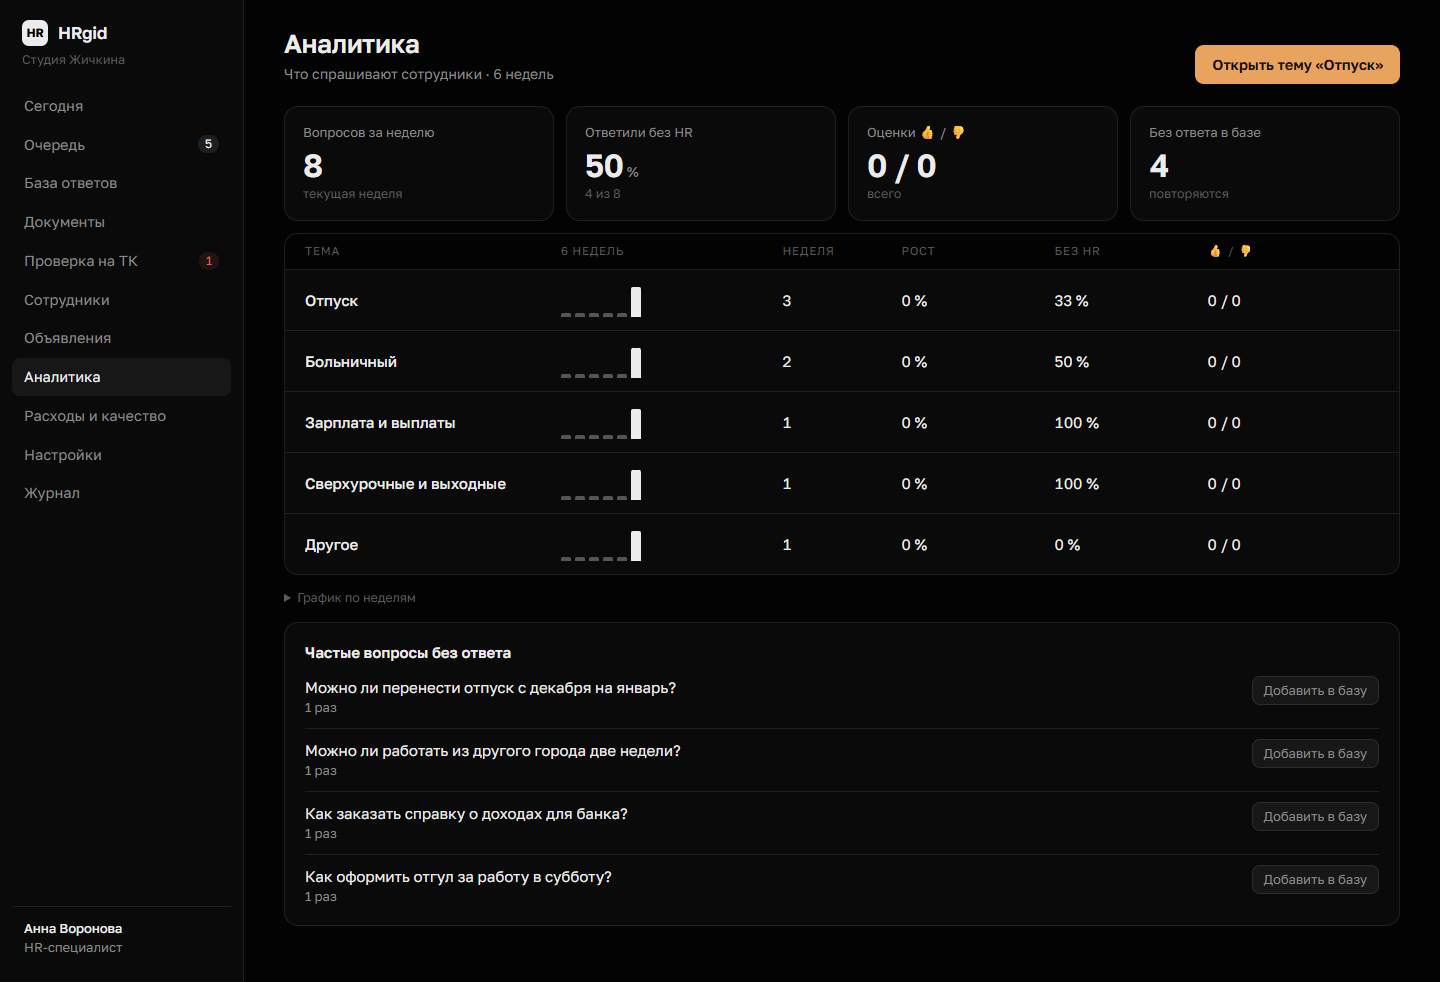 HR HRgid
Студия Жичкина
Сегодня
Очередь 5
База ответов
Документы
Проверка на ТК 1
Сотрудники
Объявления
Аналитика
Расходы и качество
Настройки
Журнал
Анна Воронова
HR-специалист
Аналитика
Что спрашивают сотрудники · 6 недель
Открыть тему «Отпуск»
Вопросов за неделю
8
текущая неделя
Ответили без HR
50 %
4 из 8
Оценки 👍 / 👎
0 / 0
всего
Без ответа в базе
4
повторяются
ТЕМА 6 НЕДЕЛЬ НЕДЕЛЯ РОСТ БЕЗ HR 👍 / 👎
Отпуск 3 0 % 33 % 0 / 0
Больничный 2 0 % 50 % 0 / 0
Зарплата и выплаты 1 0 % 100 % 0 / 0
Сверхурочные и выходные 1 0 % 100 % 0 / 0
Другое 1 0 % 0 % 0 / 0
▶ График по неделям
Частые вопросы без ответа
Можно ли перенести отпуск с декабря на январь?
1 раз
Добавить в базу
Можно ли работать из другого города две недели?
1 раз
Добавить в базу
Как заказать справку о доходах для банка?
1 раз
Добавить в базу
Как оформить отгул за работу в субботу?
1 раз
Добавить в базу